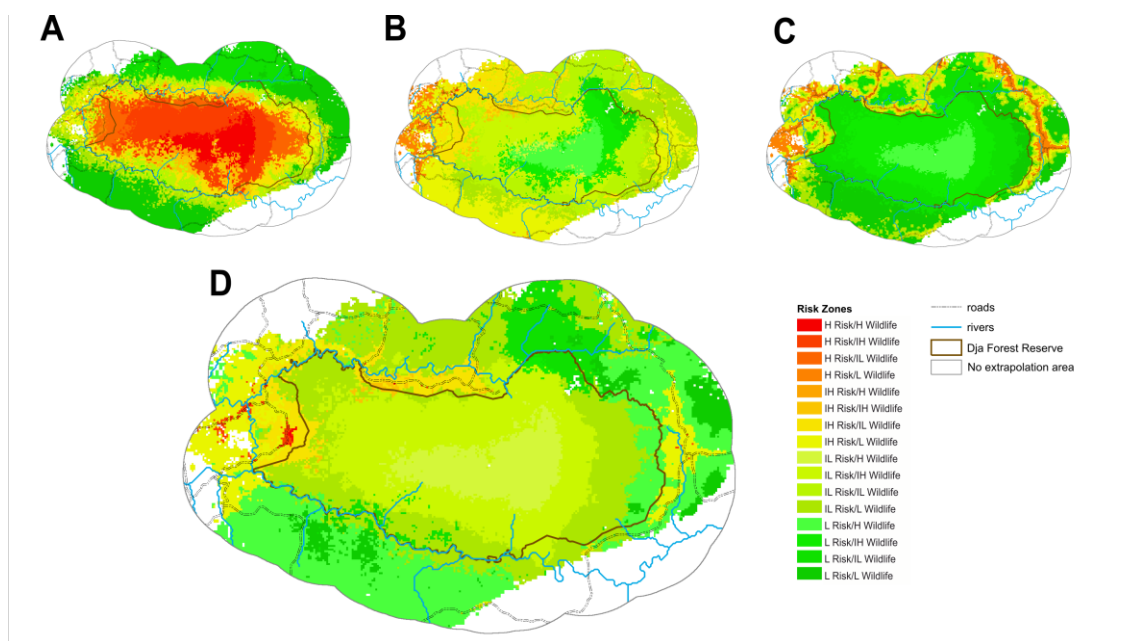 A
B
C
D
Risk Zones
H Risk/H Wildlife
H Risk/IH Wildlife
H Risk/IL Wildlife
H Risk/L Wildlife
IH Risk/H Wildlife
IH Risk/IH Wildlife
IH Risk/IL Wildlife
IH Risk/L Wildlife
IL Risk/H Wildlife
IL Risk/IH Wildlife
IL Risk/IL Wildlife
IL Risk/L Wildlife
L Risk/H Wildlife
L Risk/IH Wildlife
L Risk/IL Wildlife
L Risk/L Wildlife
roads
rivers
Dja Forest Reserve
No extrapolation area